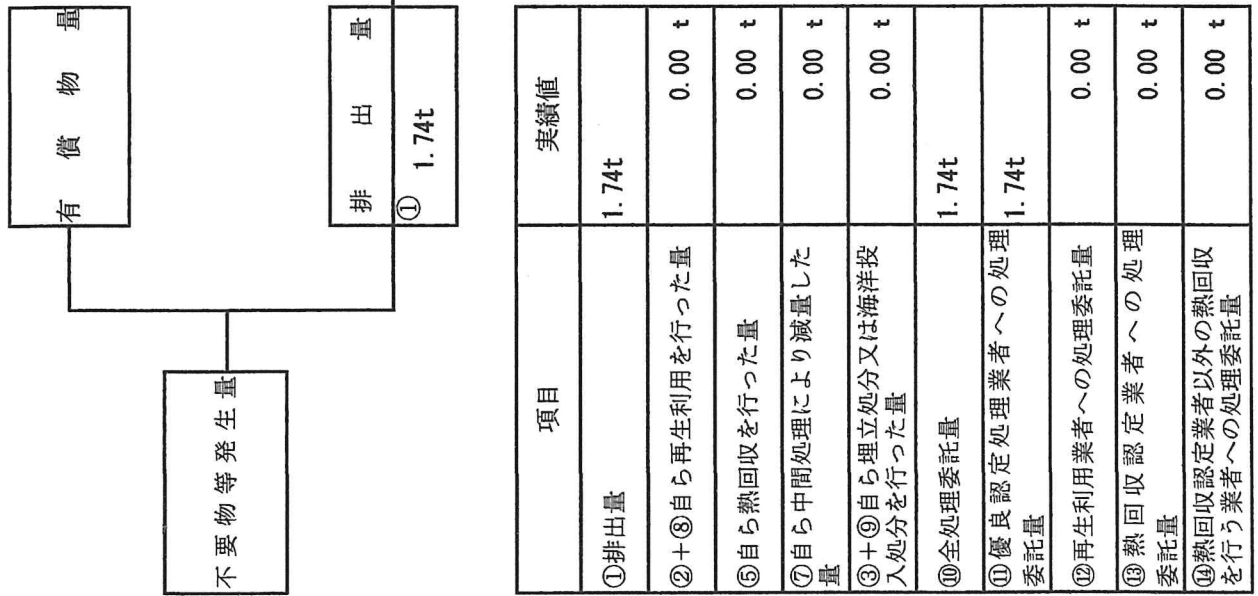 不要物等発生量
有償物量
排出量
① 1.74t
項目 実績値
①排出量 1.74t
②+⑧自ら再生利用を行った量 0.00 t
⑤自ら熱回収を行った量 0.00 t
⑦自ら中間処理により減量した
量 0.00 t
③+⑨自ら埋立処分又は海洋投
入処分を行った量 0.00 t
⑩全処理委託量 1.74t
⑪優良認定処理業者への処理
委託量 1.74t
⑫再生利用業者への処理委託量 0.00 t
⑬熱回収認定業者への処理
委託量 0.00 t
⑭熱回収認定業者以外の熱回収
を行う業者への処理委託量 0.00 t